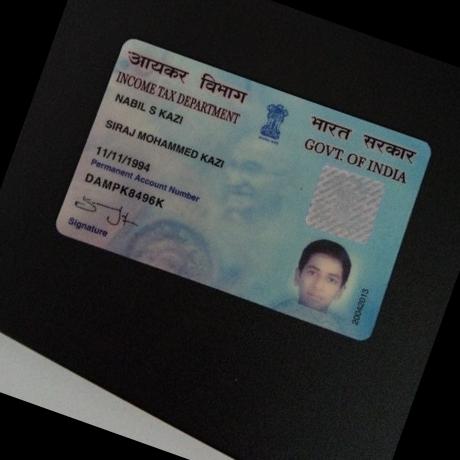 आयकर विभाग
INCOME TAX DEPARTMENT
भारत सरकार
GOVT. OF INDIA
NABIL S KAZI
SIRAJ MOHAMMED KAZI
11/11/1994
Permanent Account Number
DAMPK8496K
Signature
20042013